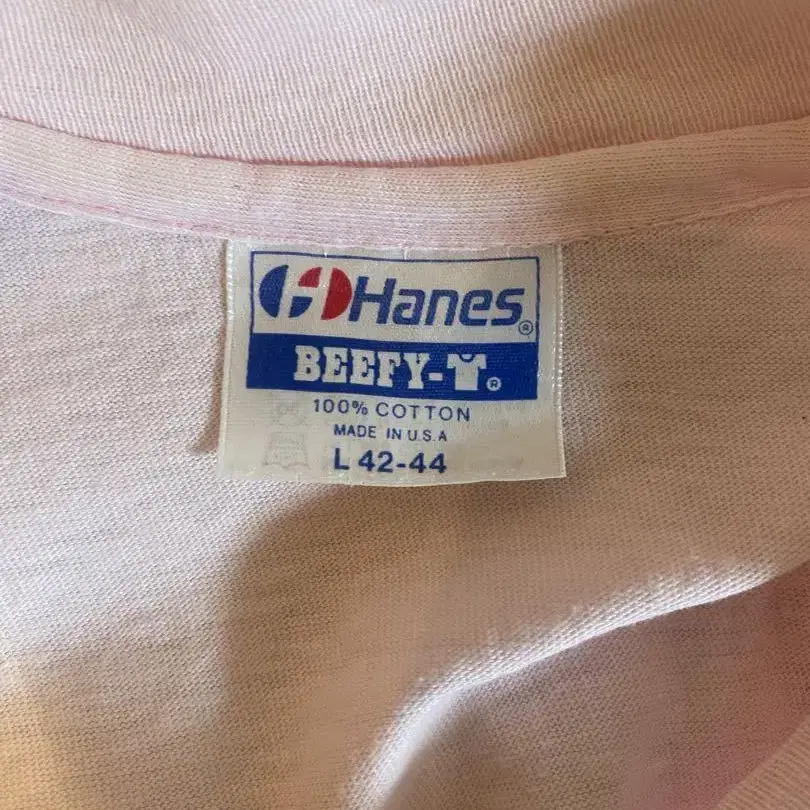 Hanes®
BEEFY-T®
100% COTTON
MADE IN U.S.A
L 42-44